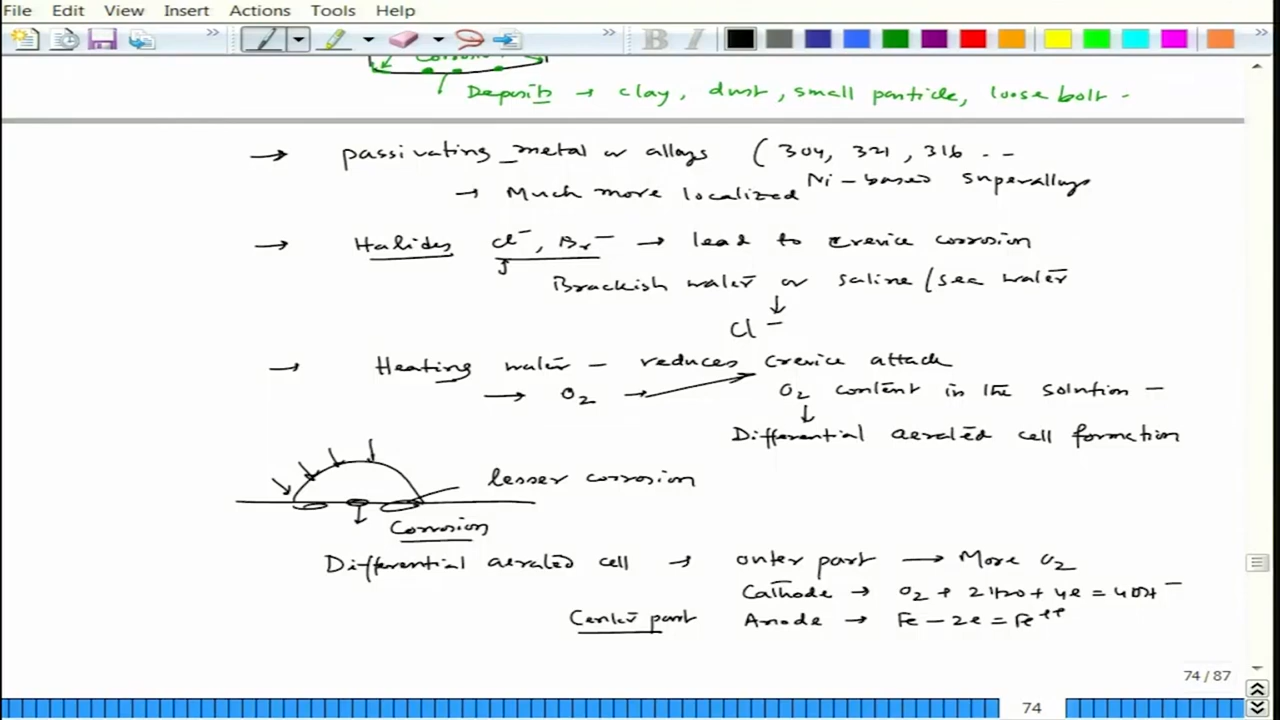 File Edit View Insert Actions Tools Help
Deposits → clay, dust, small particle, loose bolt -
→ passivating metal or alloys (304, 321, 316 ..
Ni-based superalloys
→ Much more localized
→ Halides Cl⁻, Br⁻ → lead to crevice corrosion
Brackish water or saline/sea water
↓
Cl⁻
→ Heating water - reduces crevice attack
→ O₂ → O₂ content in the solution -
↓
Differential aerated cell formation
lesser corrosion
Corrosion
Differential aerated cell → outer part → More O₂
Cathode → O₂ + 2H₂O + 4e = 4OH⁻
Center part Anode → Fe - 2e = Fe⁺⁺
74 / 87
74